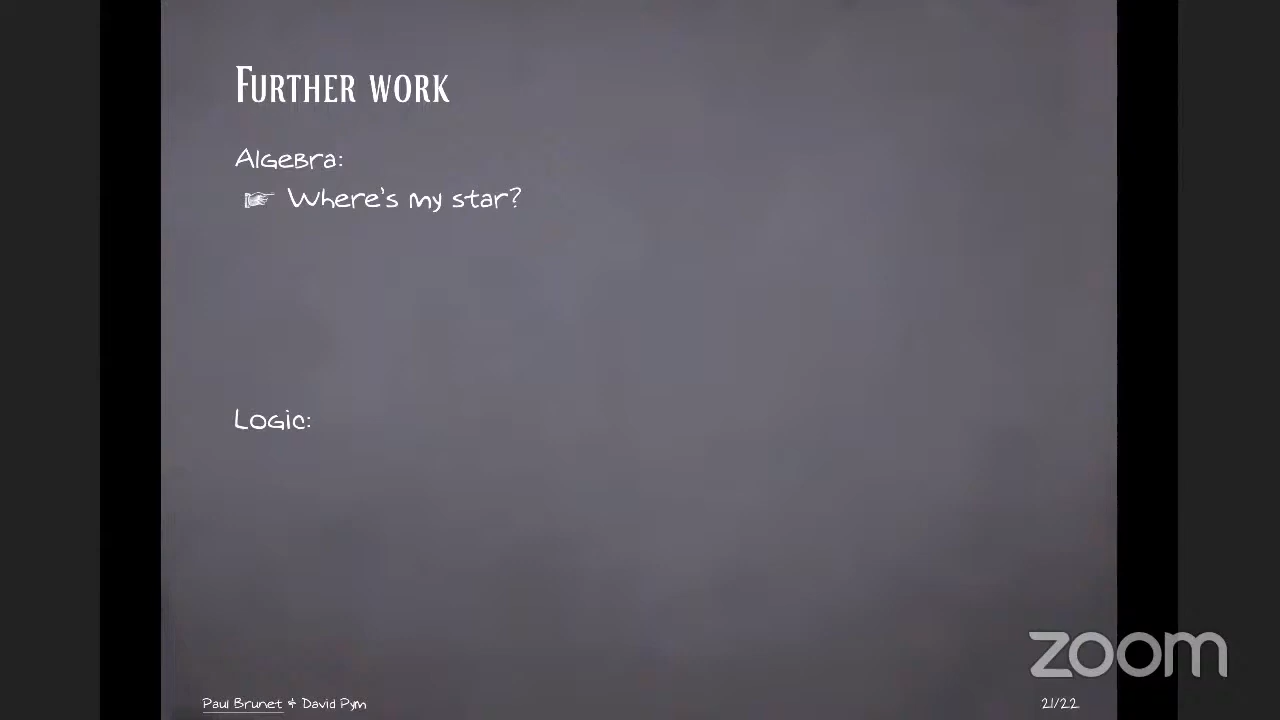 Further work
Algebra:
☞ Where's my star?
Logic:
zoom
Paul Brunet & David Pym
21/22